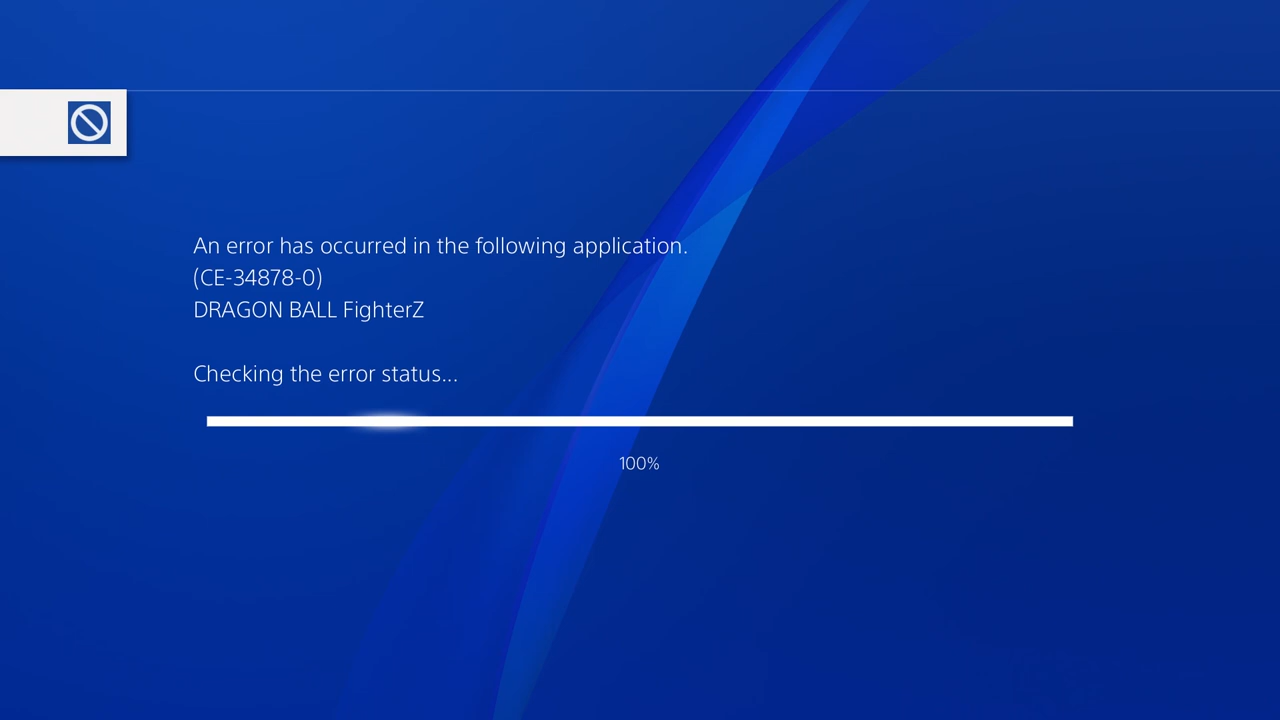 An error has occurred in the following application.
(CE-34878-0)
DRAGON BALL FighterZ
Checking the error status...
100%